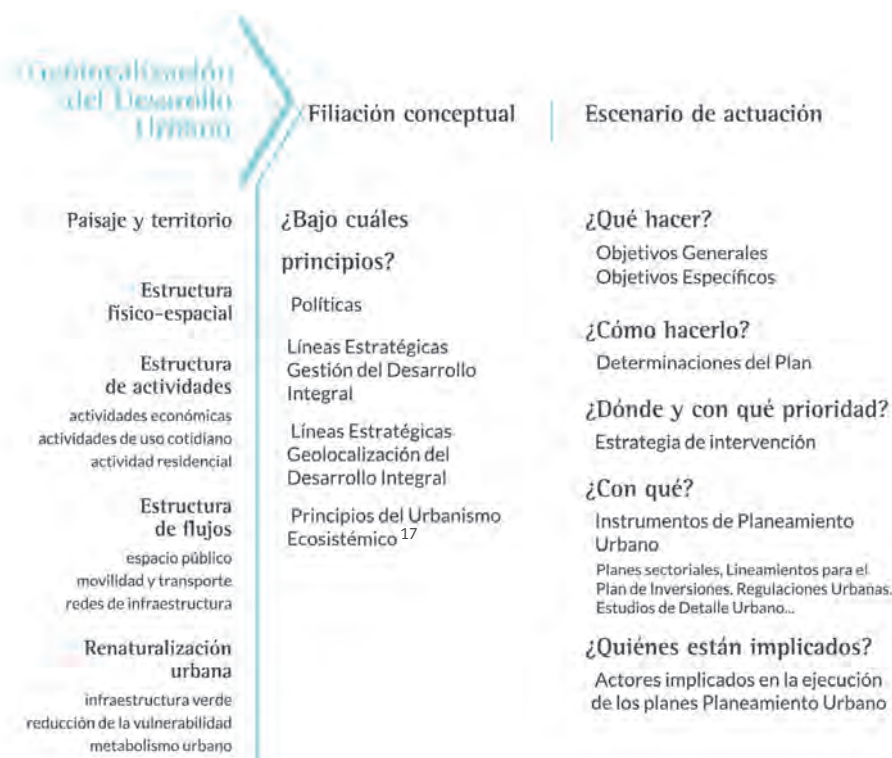 Geolocalización
del Desarrollo
Urbano
Filiación conceptual
Escenario de actuación
Paisaje y territorio
Estructura
físico-espacial
Estructura
de actividades
actividades económicas
actividades de uso cotidiano
actividad residencial
Estructura
de flujos
espacio público
movilidad y transporte
redes de infraestructura
Renaturalización
urbana
infraestructura verde
reducción de la vulnerabilidad
metabolismo urbano
¿Bajo cuáles
principios?
Políticas
Líneas Estratégicas
Gestión del Desarrollo
Integral
Líneas Estratégicas
Geolocalización del
Desarrollo Integral
Principios del Urbanismo
Ecosistémico 17
¿Qué hacer?
Objetivos Generales
Objetivos Específicos
¿Cómo hacerlo?
Determinaciones del Plan
¿Dónde y con qué prioridad?
Estrategia de intervención
¿Con qué?
Instrumentos de Planeamiento
Urbano
Planes sectoriales, Lineamientos para el
Plan de Inversiones, Regulaciones Urbanas,
Estudios de Detalle Urbano...
¿Quiénes están implicados?
Actores implicados en la ejecución
de los planes Planeamiento Urbano